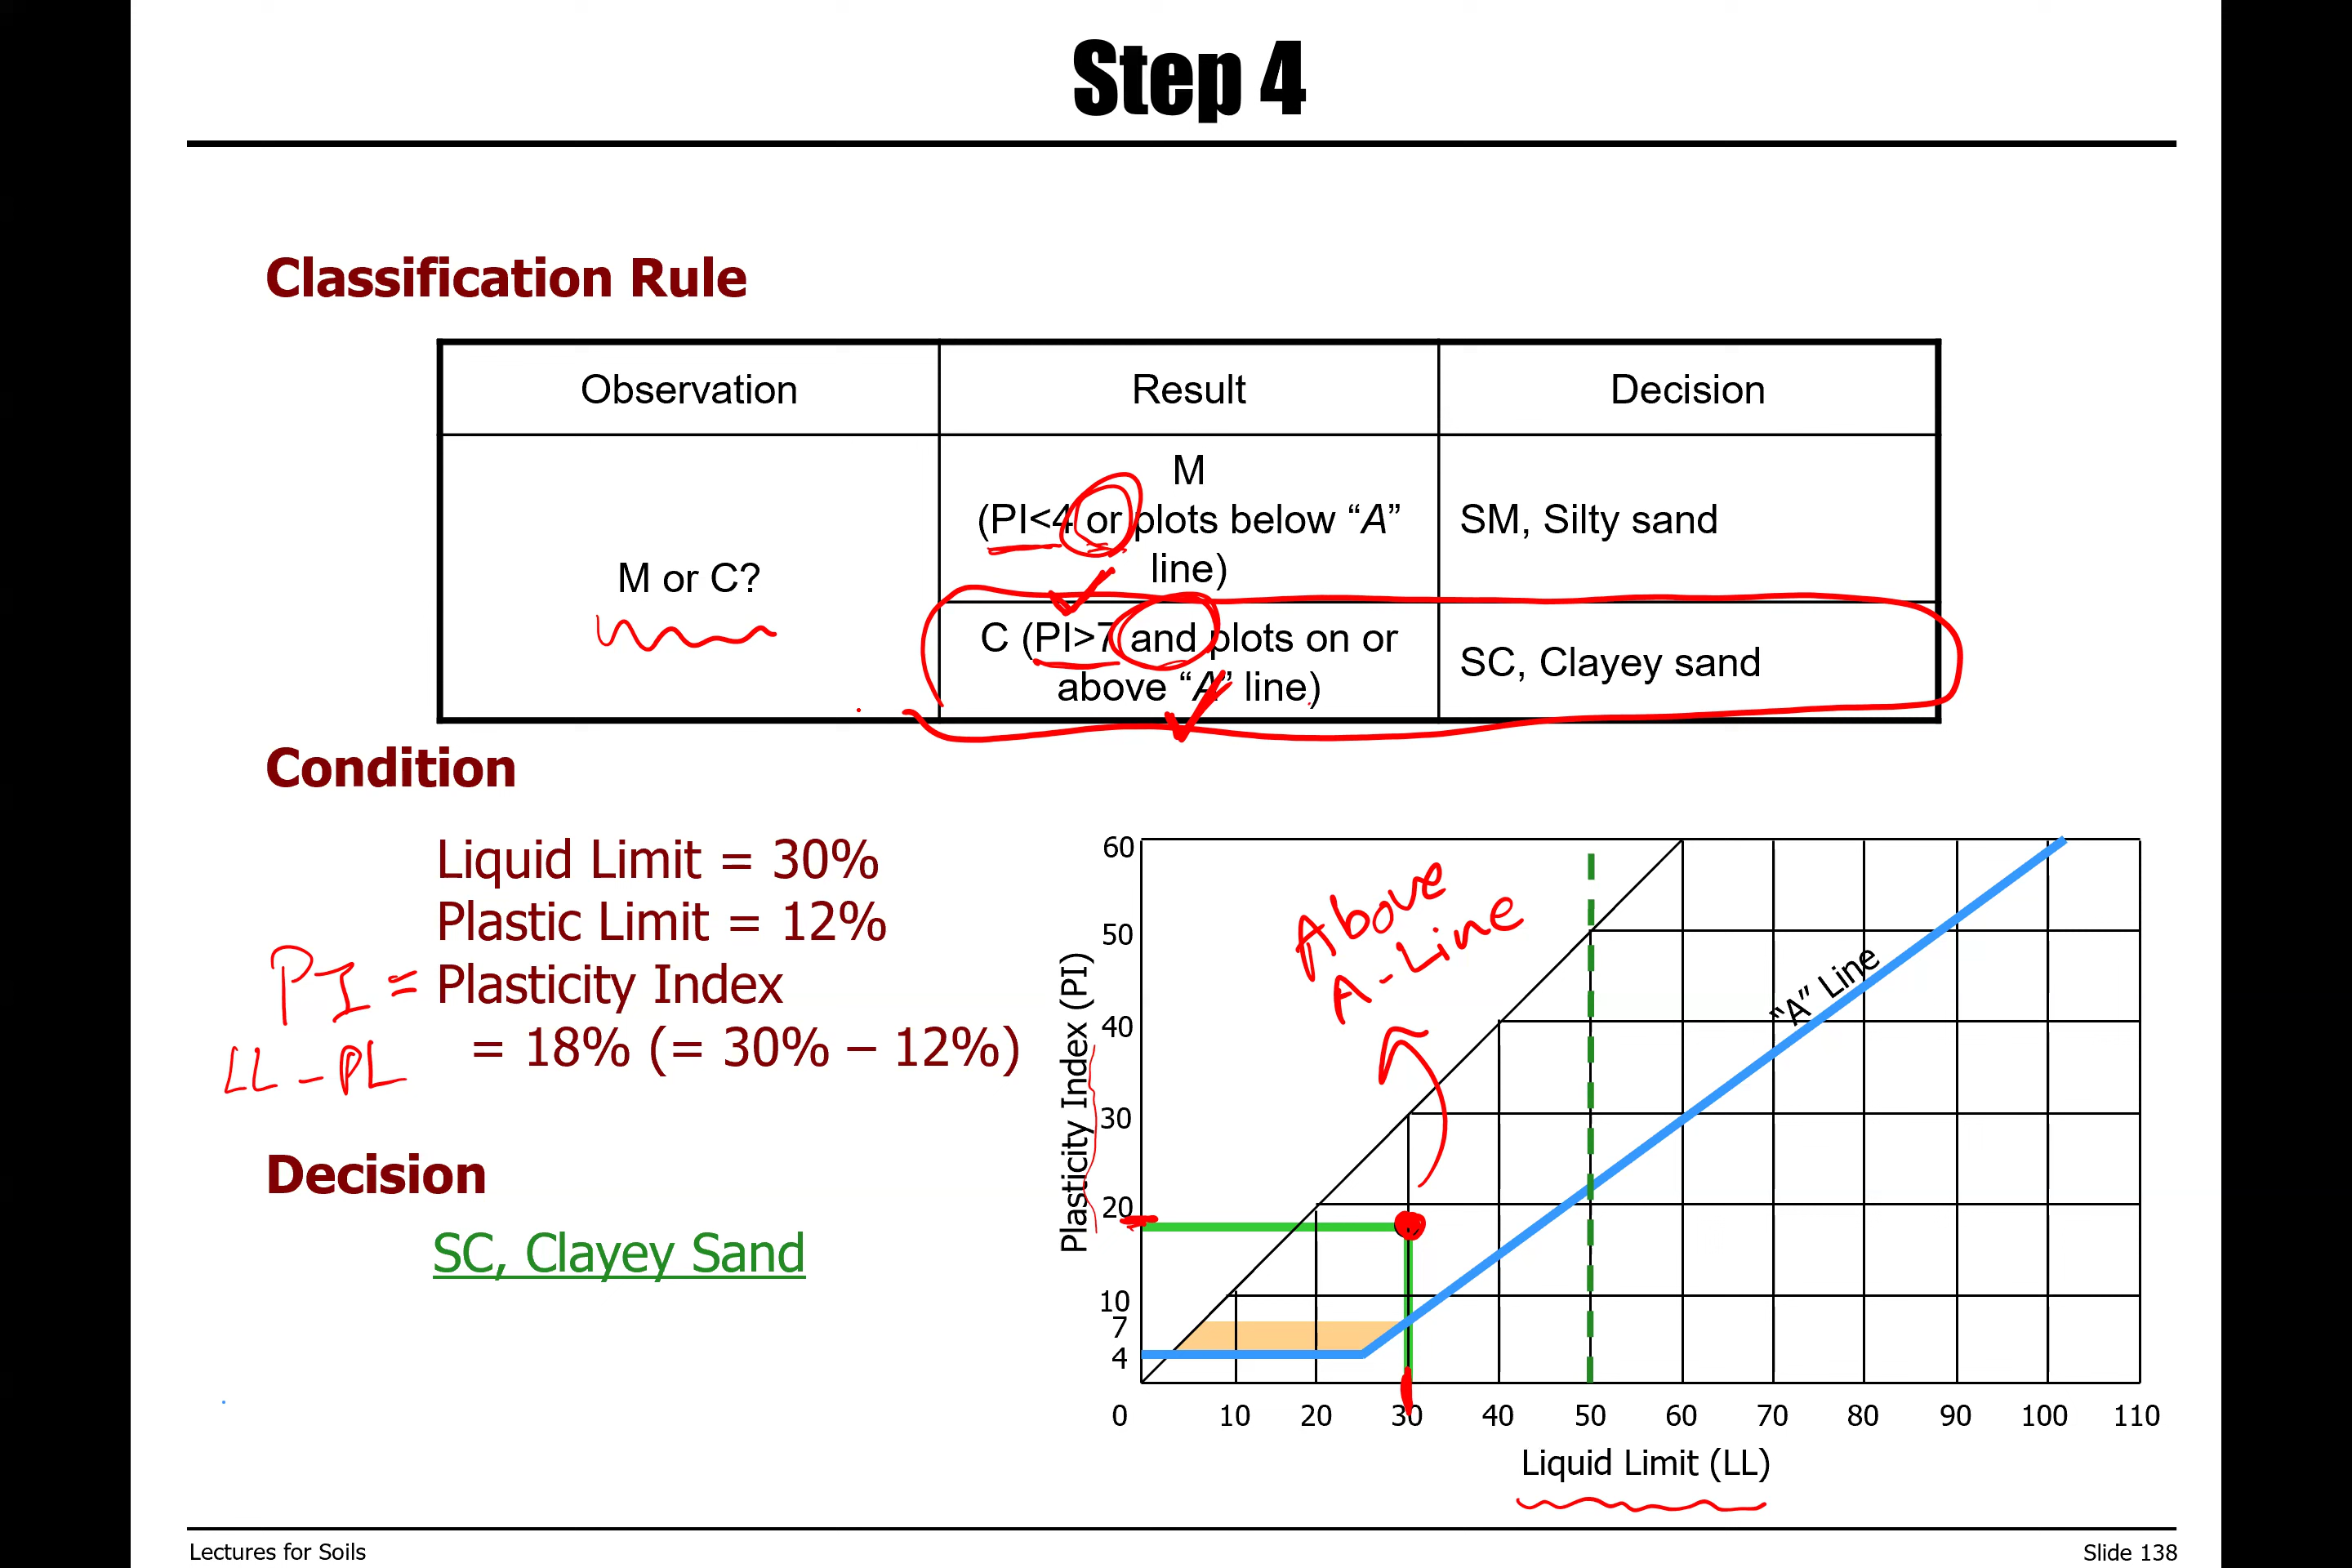 Step 4
Classification Rule
Observation
Result
Decision
M or C?
M
(PI<4 or plots below “A”
line)
SM, Silty sand
C (PI>7 and plots on or
above “A” line)
SC, Clayey sand
Condition
Liquid Limit = 30%
Plastic Limit = 12%
PI = Plasticity Index
LL - PL = 18% (= 30% – 12%)
Decision
SC, Clayey Sand
Above
A-Line
“A” Line
Plasticity Index (PI)
60
50
40
30
20
10
7
4
0 10 20 30 40 50 60 70 80 90 100 110
Liquid Limit (LL)
Lectures for Soils
Slide 138